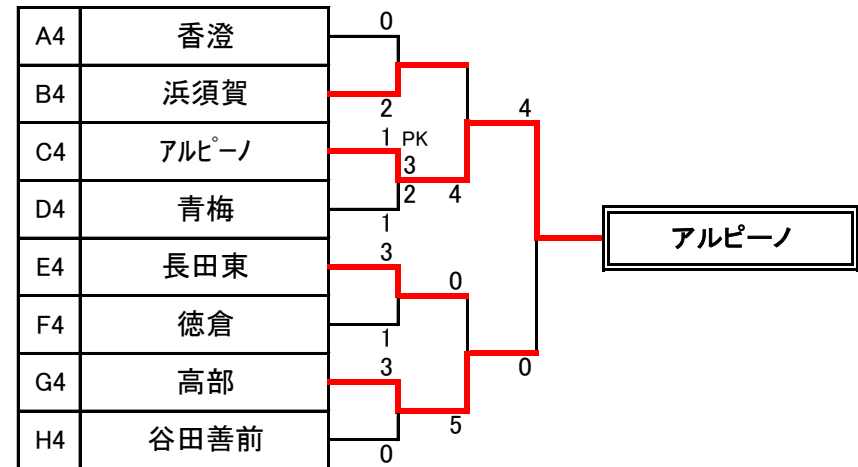 A4 香澄 0
B4 浜須賀 2
4
C4 アルピーノ 1 PK
3
D4 青梅 1
2 4
アルピーノ
E4 長田東 3
0
F4 徳倉 1
G4 高部 3
0
5
H4 谷田善前 0